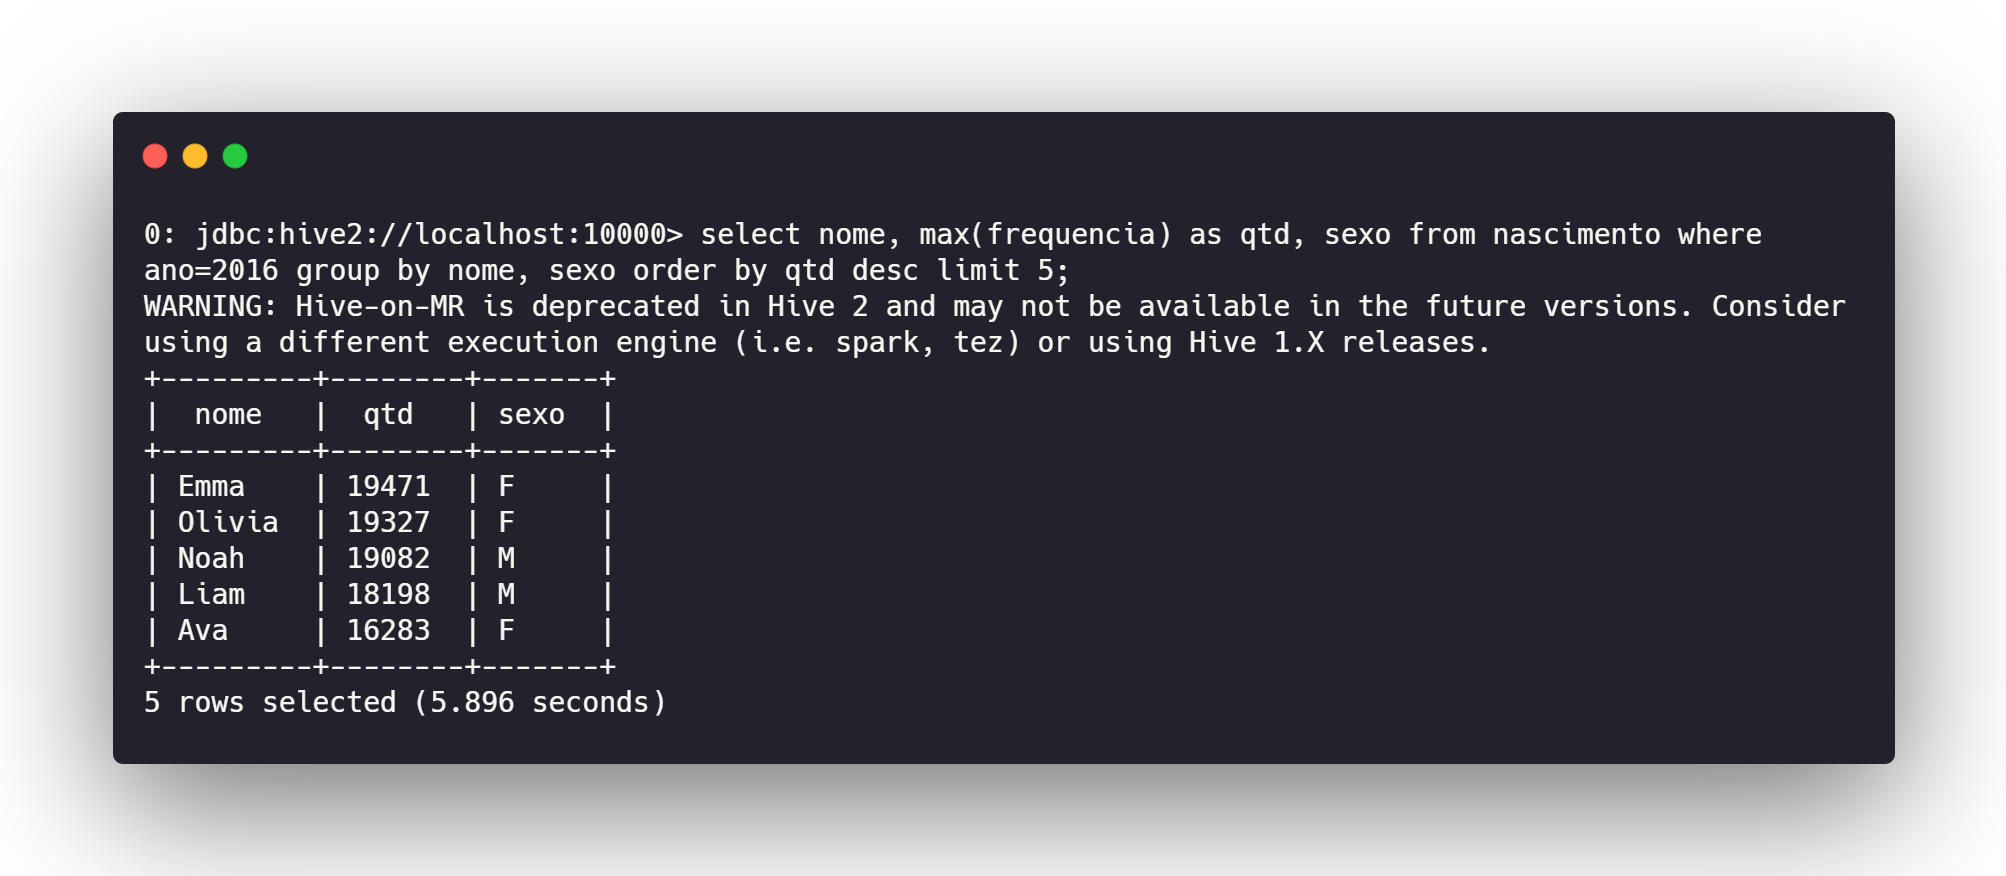 0: jdbc:hive2://localhost:10000> select nome, max(frequencia) as qtd, sexo from nascimento where
ano=2016 group by nome, sexo order by qtd desc limit 5;
WARNING: Hive-on-MR is deprecated in Hive 2 and may not be available in the future versions. Consider
using a different execution engine (i.e. spark, tez) or using Hive 1.X releases.
+---------+--------+-------+
|  nome   |  qtd   | sexo  |
+---------+--------+-------+
| Emma    | 19471  | F     |
| Olivia  | 19327  | F     |
| Noah    | 19082  | M     |
| Liam    | 18198  | M     |
| Ava     | 16283  | F     |
+---------+--------+-------+
5 rows selected (5.896 seconds)